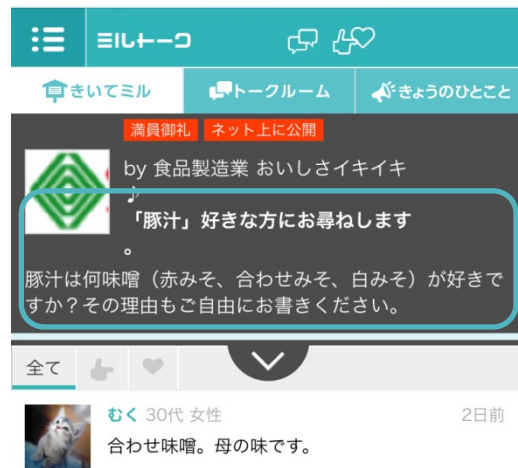 ミルトーク
きいてミル
トークルーム
きょうのひとこと
満員御礼 ネット上に公開
by 食品製造業 おいしさイキイキ
♪
「豚汁」好きな方にお尋ねします
。
豚汁は何味噌（赤みそ、合わせみそ、白みそ）が好きで
すか？その理由もご自由にお書きください。
全て
むく 30代 女性 2日前
合わせ味噌。母の味です。